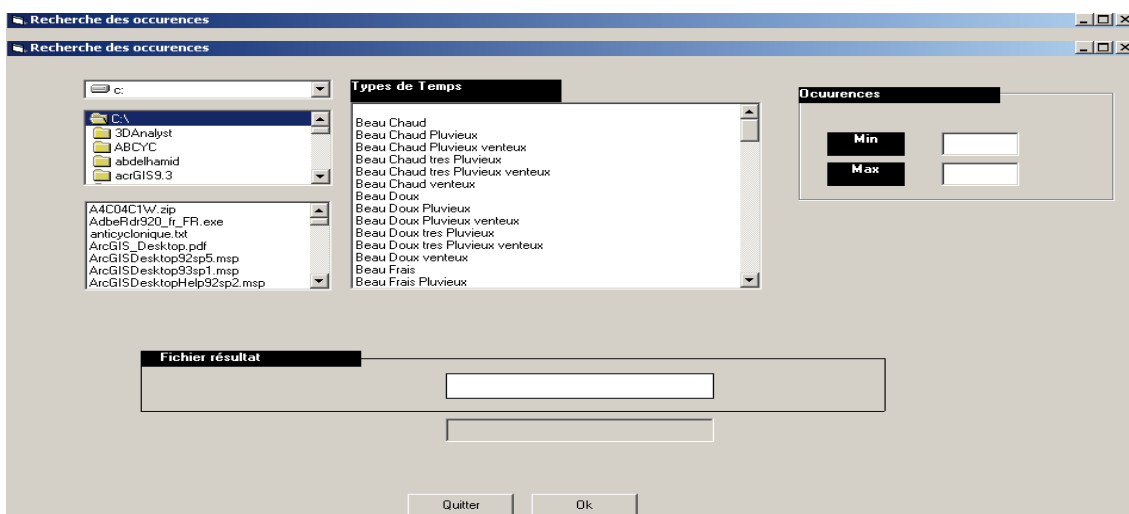 Recherche des occurences
Recherche des occurences
c:
C:\
3DAnalyst
ABCYC
abdelhamid
acrGIS9.3
A4C04C1W.zip
AdbeRdr920_fr_FR.exe
anticyclonique.txt
ArcGIS_Desktop.pdf
ArcGISDesktop92sp5.msp
ArcGISDesktop93sp1.msp
ArcGISDesktopHelp92sp2.msp
Types de Temps
Beau Chaud
Beau Chaud Pluvieux
Beau Chaud Pluvieux venteux
Beau Chaud tres Pluvieux
Beau Chaud tres Pluvieux venteux
Beau Chaud venteux
Beau Doux
Beau Doux Pluvieux
Beau Doux Pluvieux venteux
Beau Doux tres Pluvieux
Beau Doux tres Pluvieux venteux
Beau Doux venteux
Beau Frais
Beau Frais Pluvieux
Ocuurences
Min
Max
Fichier résultat
Quitter
Ok